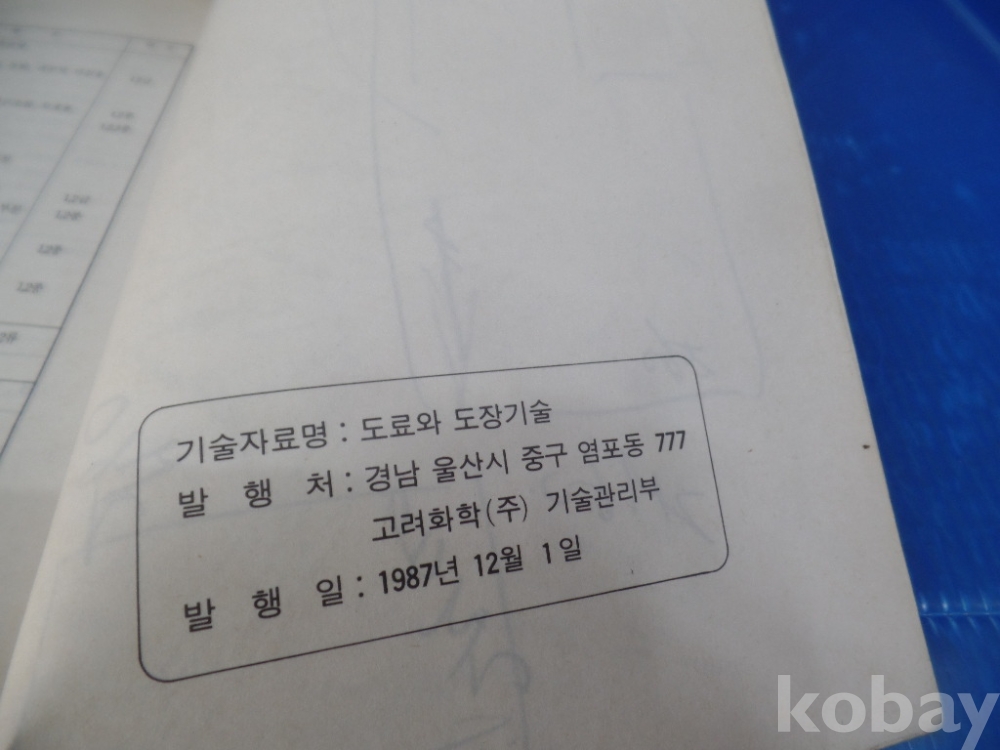 기술자료명 : 도료와 도장기술
발 행 처 : 경남 울산시 중구 염포동 777
고려화학(주) 기술관리부
발 행 일 : 1987년 12월 1일
kobay